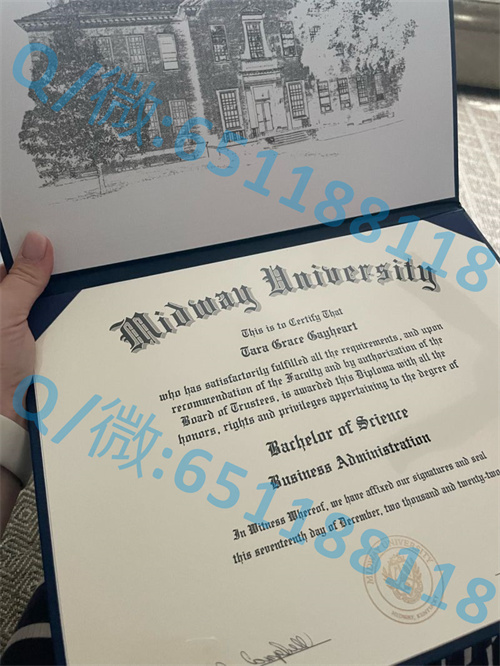 Q/微:651188118
Midway University
This is to Certify That
Tara Grace Gayheart
who has satisfactorily fulfilled all the requirements, and upon
recommendation of the Faculty and by authorization of the
Board of Trustees, is awarded this Diploma with all the
honors, rights and privileges appertaining to the degree of
Bachelor of Science
Business Administration
In Witness Whereof, we have affixed our signatures and seal
this seventeenth day of December, two thousand and twenty-two
Q/微:651188118
MIDWAY UNIVERSITY